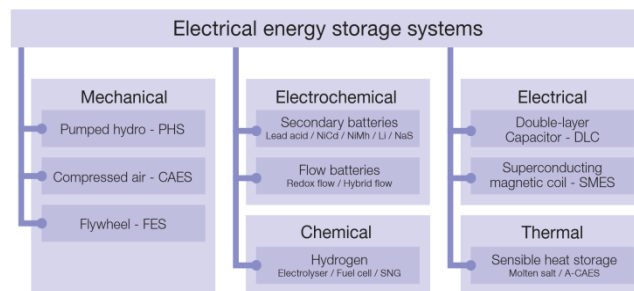 Electrical energy storage systems
Mechanical
Pumped hydro - PHS
Compressed air - CAES
Flywheel - FES
Electrochemical
Secondary batteries
Lead acid / NiCd / NiMh / Li / NaS
Flow batteries
Redox flow / Hybrid flow
Chemical
Hydrogen
Electrolyser / Fuel cell / SNG
Electrical
Double-layer
Capacitor - DLC
Superconducting
magnetic coil - SMES
Thermal
Sensible heat storage
Molten salt / A-CAES